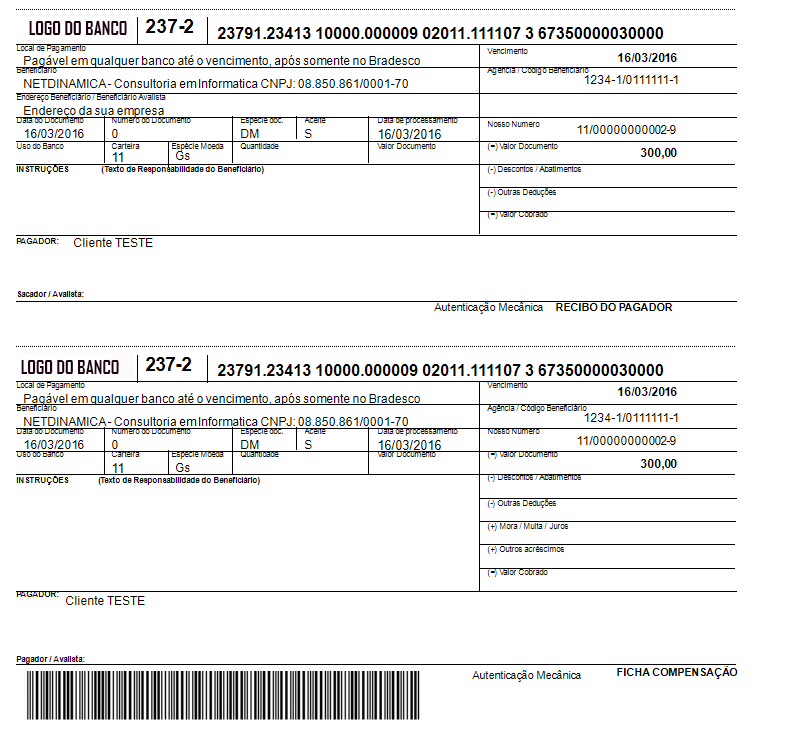 LOGO DO BANCO 237-2 23791.23413 10000.000009 02011.111107 3 67350000030000
Local de Pagamento Vencimento
Pagável em qualquer banco até o vencimento, após somente no Bradesco 16/03/2016
Beneficiário Agência / Código Beneficiário
NETDINAMICA - Consultoria em Informatica CNPJ: 08.850.861/0001-70 1234-1/0111111-1
Endereço Beneficiário / Beneficiário Avalista
Endereço da sua empresa
Data do Documento Número do Documento Espécie doc. Aceite Data de processamento Nosso Numero
16/03/2016 0 DM S 16/03/2016 11/00000000002-9
Uso do Banco Carteira Espécie Moeda Quantidade Valor Documento (=) Valor Documento
11 Gs 300,00
INSTRUÇÕES (Texto de Responsabilidade do Beneficiário) (-) Descontos / Abatimentos
(-) Outras Deduções
(=) Valor Cobrado
PAGADOR: Cliente TESTE
Sacador / Avalista:
Autenticação Mecânica RECIBO DO PAGADOR
LOGO DO BANCO 237-2 23791.23413 10000.000009 02011.111107 3 67350000030000
Local de Pagamento Vencimento
Pagável em qualquer banco até o vencimento, após somente no Bradesco 16/03/2016
Beneficiário Agência / Código Beneficiário
NETDINAMICA - Consultoria em Informatica CNPJ: 08.850.861/0001-70 1234-1/0111111-1
Data do Documento Número do Documento Espécie doc. Aceite Data de processamento Nosso Número
16/03/2016 0 DM S 16/03/2016 11/00000000002-9
Uso do Banco Carteira Espécie Moeda Quantidade Valor Documento (=) Valor Documento
11 Gs 300,00
INSTRUÇÕES (Texto de Responsabilidade do Beneficiário) (-) Descontos / Abatimentos
(-) Outras Deduções
(+) Mora / Multa / Juros
(+) Outros acréscimos
(=) Valor Cobrado
PAGADOR: Cliente TESTE
Pagador / Avalista:
Autenticação Mecânica FICHA COMPENSAÇÃO